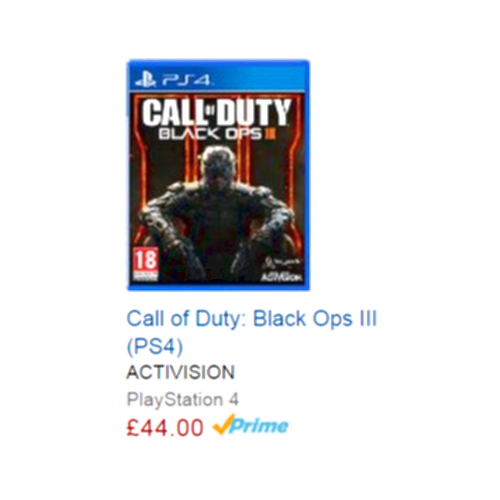 PS4
CALL OF DUTY
BLACK OPS III
18
ACTIVISION
Call of Duty: Black Ops III
(PS4)
ACTIVISION
PlayStation 4
£44.00 Prime